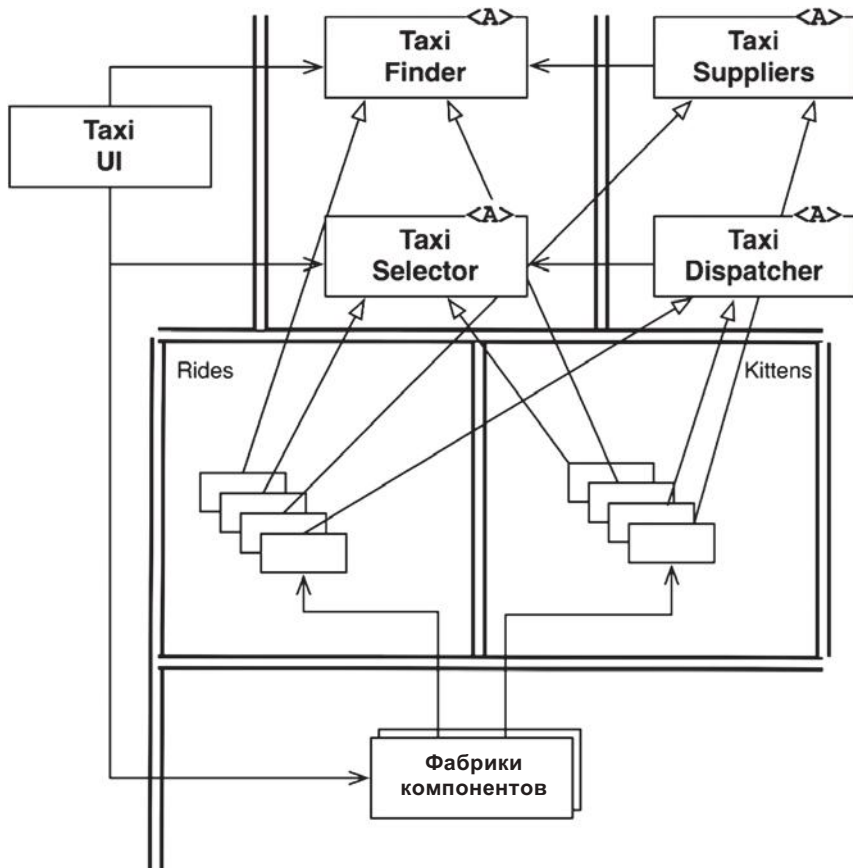 <A>
Taxi
Finder
<A>
Taxi
Suppliers
Taxi
UI
<A>
Taxi
Selector
<A>
Taxi
Dispatcher
Rides
Kittens
Фабрики
компонентов